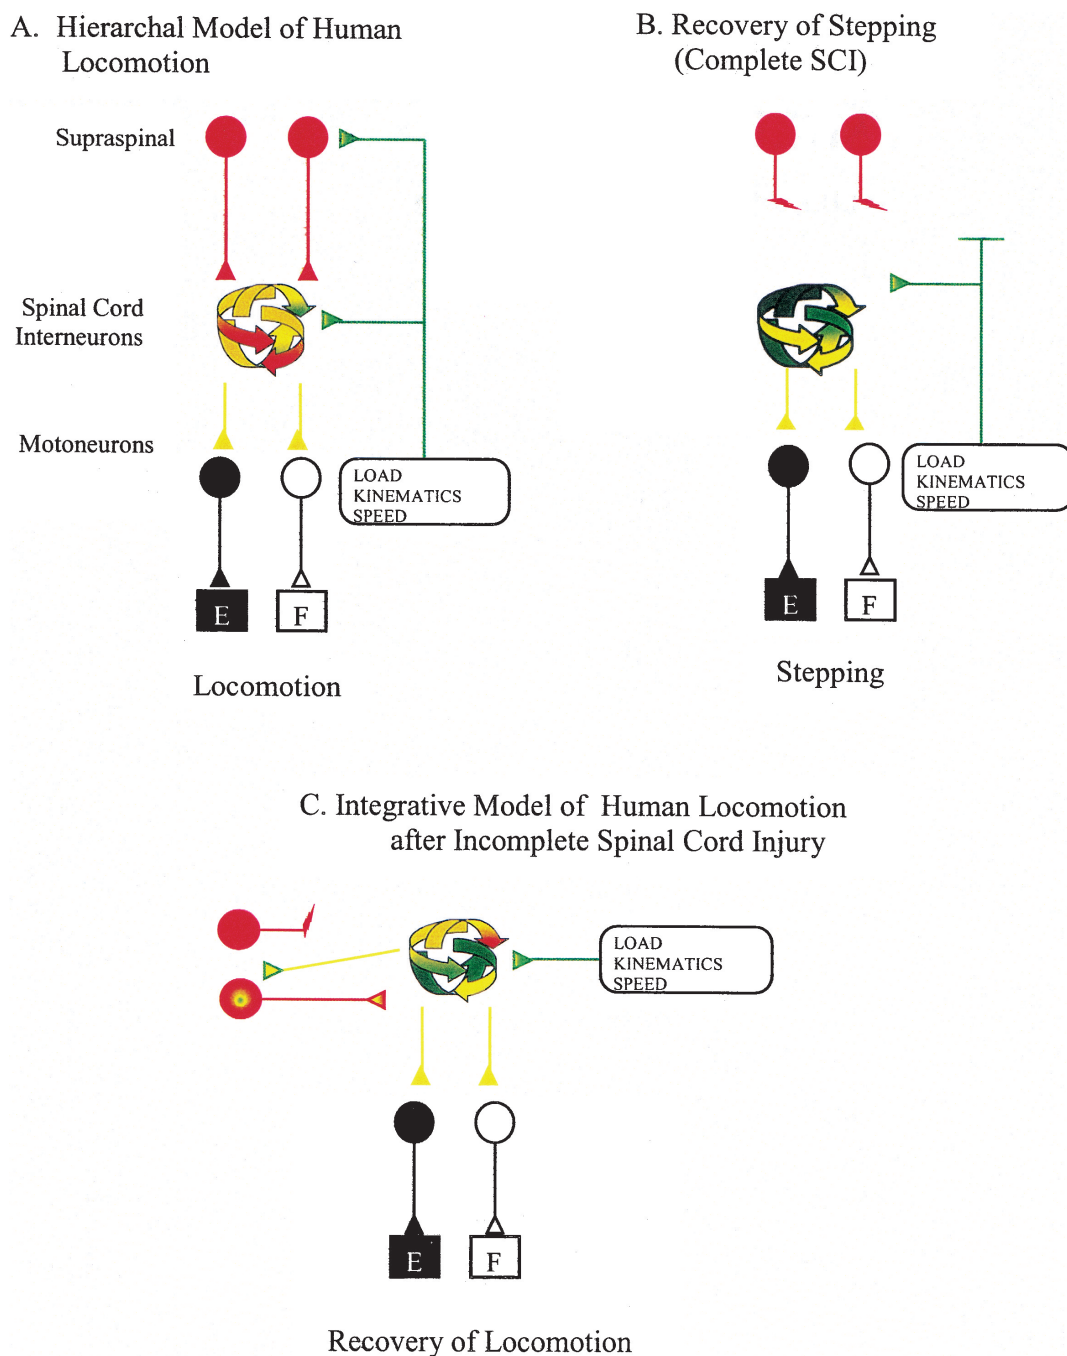 A. Hierarchal Model of Human
Locomotion
Supraspinal
Spinal Cord
Interneurons
Motoneurons
LOAD
KINEMATICS
SPEED
E
F
Locomotion
B. Recovery of Stepping
(Complete SCI)
LOAD
KINEMATICS
SPEED
E
F
Stepping
C. Integrative Model of Human Locomotion
after Incomplete Spinal Cord Injury
LOAD
KINEMATICS
SPEED
E
F
Recovery of Locomotion